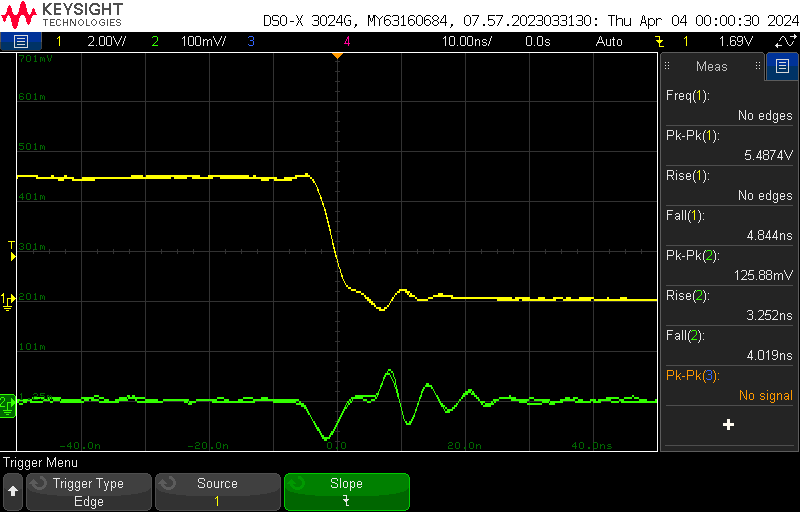 KEYSIGHT
TECHNOLOGIES
DSO-X 3024G, MY63160684, 07.57.2023033130: Thu Apr 04 00:00:30 2024
1 2.00V/ 2 100mV/ 3 4 10.00ns/ 0.0s Auto 1 1.69V
701mV
601m
501m
401m
301m
201m
101m
-40.0n -20.0n 0.0 20.0n 40.0ns
T
1
2
Meas
Freq(1):
No edges
Pk-Pk(1):
5.4874V
Rise(1):
No edges
Fall(1):
4.844ns
Pk-Pk(2):
125.88mV
Rise(2):
3.252ns
Fall(2):
4.019ns
Pk-Pk(3):
No signal
Trigger Menu
Trigger Type
Edge
Source
1
Slope